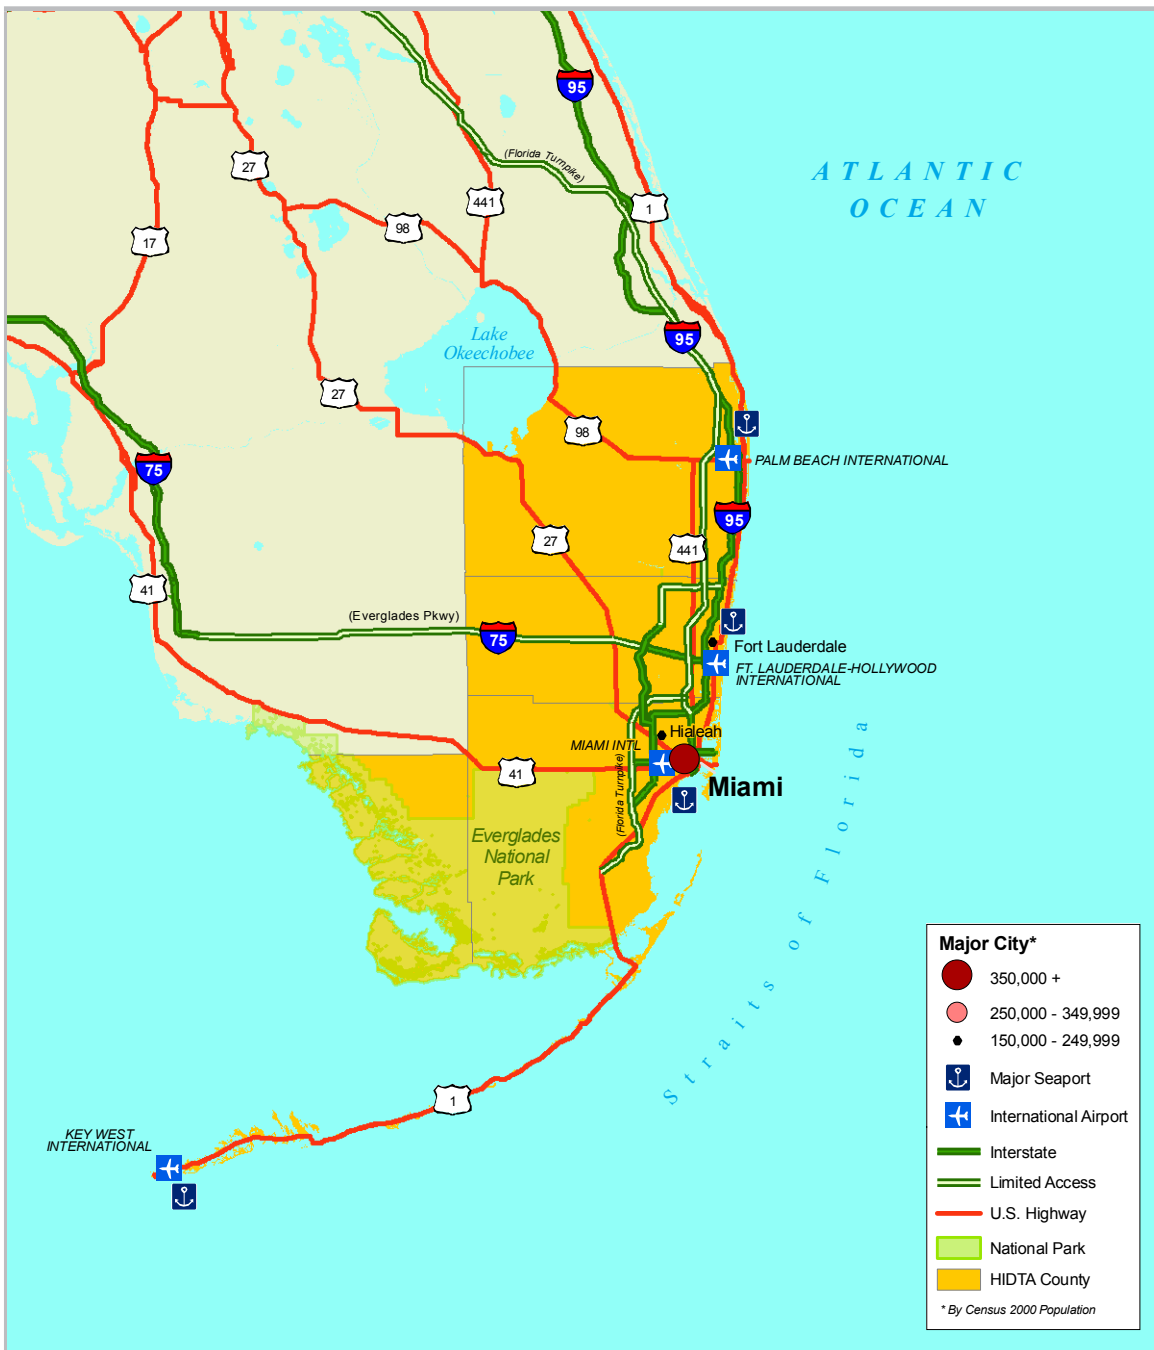 95
(Florida Turnpike)
ATLANTIC
OCEAN
27
441
1
98
17
Lake
Okeechobee
95
27
98
75
PALM BEACH INTERNATIONAL
95
27
441
41
(Everglades Pkwy)
75
Fort Lauderdale
FT. LAUDERDALE-HOLLYWOOD
INTERNATIONAL
Hialeah
MIAMI INTL
41
Miami
(Florida Turnpike)
Everglades
National
Park
Straits of Florida
1
KEY WEST
INTERNATIONAL
Major City*
350,000 +
250,000 - 349,999
150,000 - 249,999
Major Seaport
International Airport
Interstate
Limited Access
U.S. Highway
National Park
HIDTA County
* By Census 2000 Population